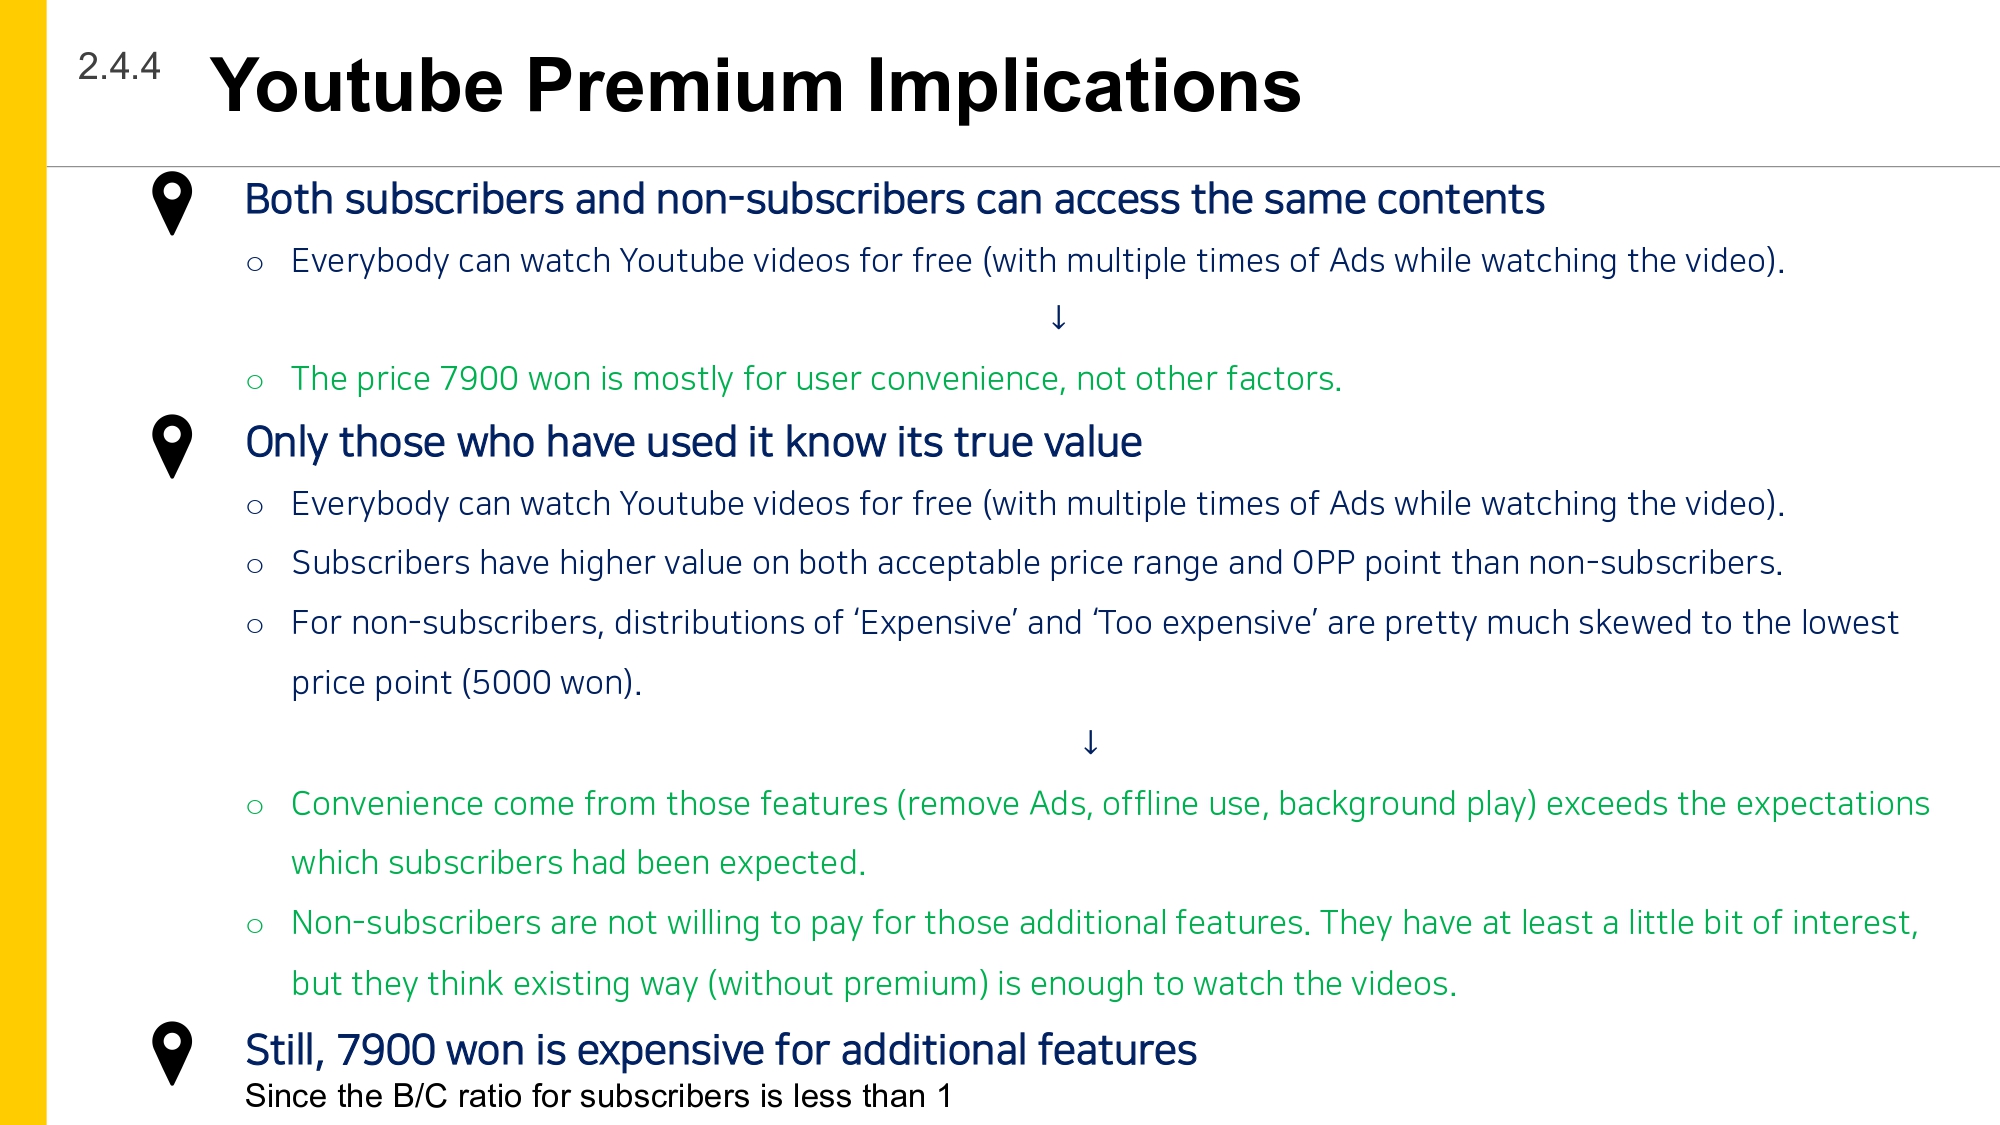 2.4.4
Youtube Premium Implications
Both subscribers and non-subscribers can access the same contents
○ Everybody can watch Youtube videos for free (with multiple times of Ads while watching the video).
↓
○ The price 7900 won is mostly for user convenience, not other factors.
Only those who have used it know its true value
○ Everybody can watch Youtube videos for free (with multiple times of Ads while watching the video).
○ Subscribers have higher value on both acceptable price range and OPP point than non-subscribers.
○ For non-subscribers, distributions of ‘Expensive’ and ‘Too expensive’ are pretty much skewed to the lowest
price point (5000 won).
↓
○ Convenience come from those features (remove Ads, offline use, background play) exceeds the expectations
which subscribers had been expected.
○ Non-subscribers are not willing to pay for those additional features. They have at least a little bit of interest,
but they think existing way (without premium) is enough to watch the videos.
Still, 7900 won is expensive for additional features
Since the B/C ratio for subscribers is less than 1